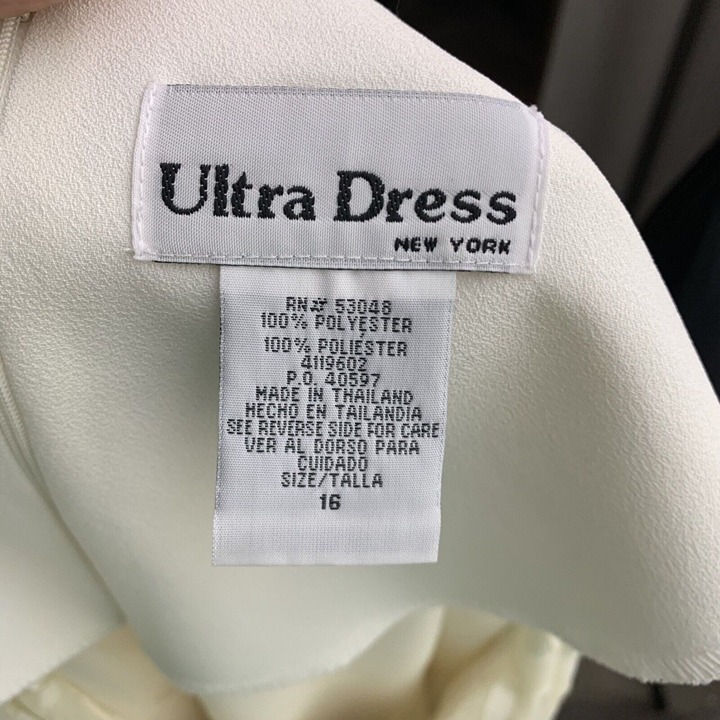 Ultra Dress
NEW YORK
RN# 53048
100% POLYESTER
100% POLIESTER
4119602
P.O. 40597
MADE IN THAILAND
HECHO EN TAILANDIA
SEE REVERSE SIDE FOR CARE
VER AL DORSO PARA
CUIDADO
SIZE/TALLA
16